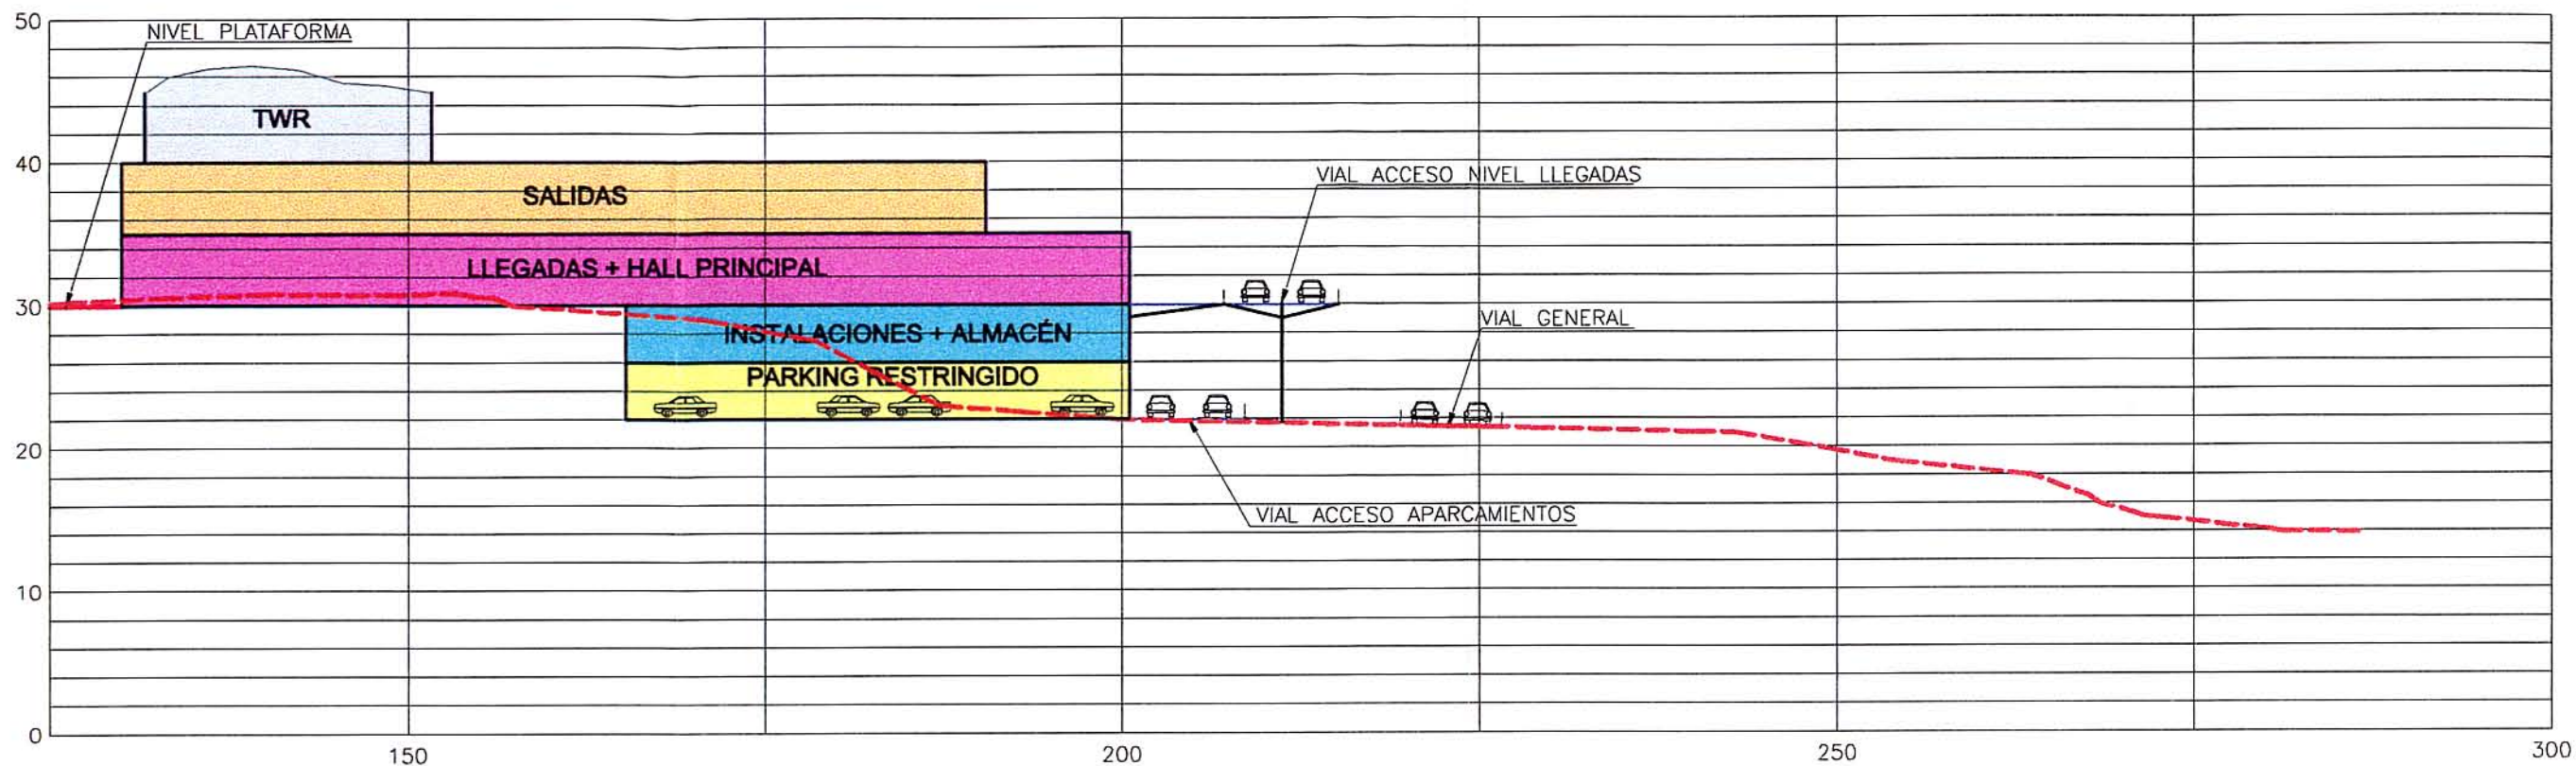 50
NIVEL PLATAFORMA
TWR
40
VIAL ACCESO NIVEL LLEGADAS
SALIDAS
LLEGADAS + HALL PRINCIPAL
30
VIAL GENERAL
INSTALACIONES + ALMACÉN
PARKING RESTRINGIDO
20
VIAL ACCESO APARCAMIENTOS
10
0
150
200
250
300